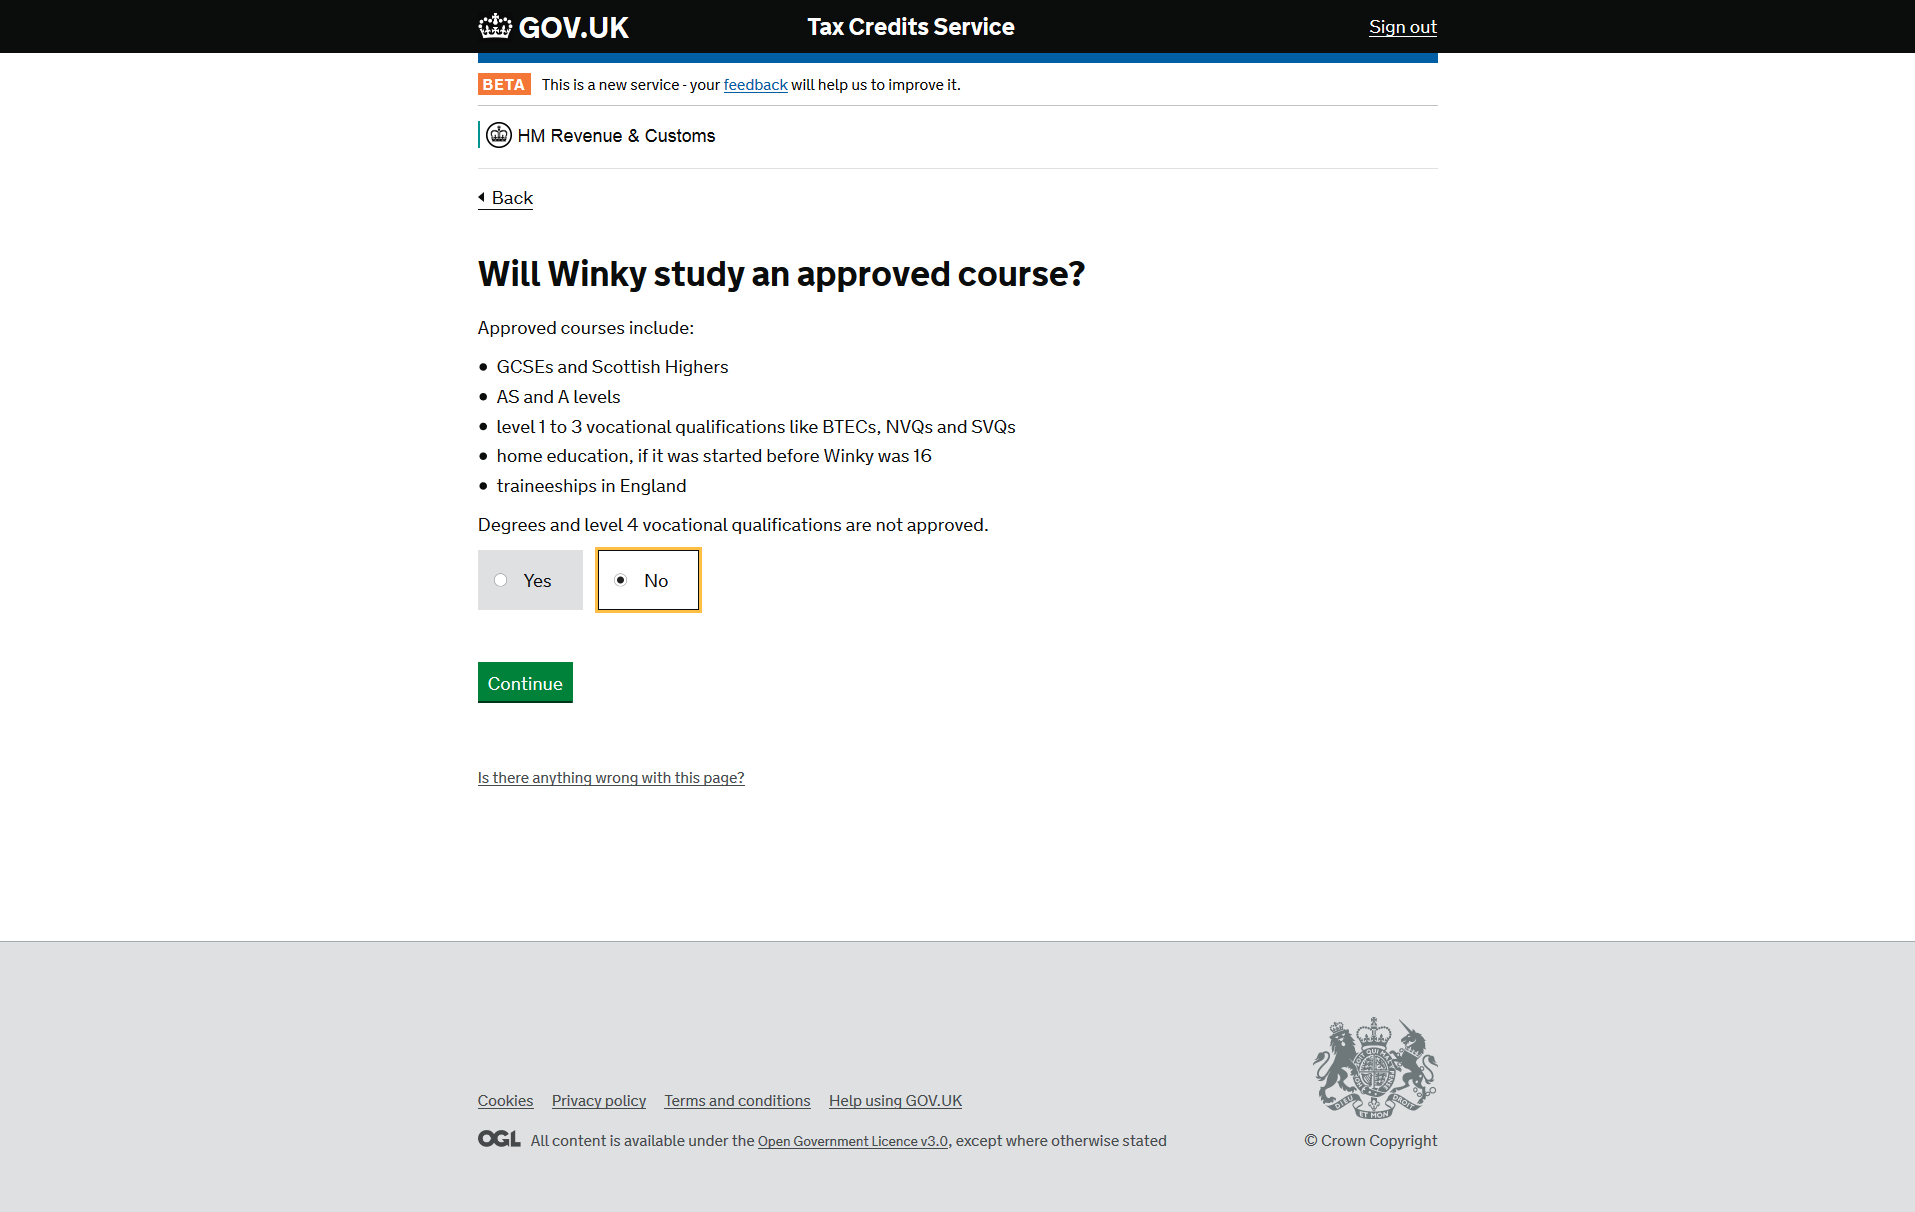 GOV.UK Tax Credits Service Sign out
BETA This is a new service - your feedback will help us to improve it.
HM Revenue & Customs
Back
Will Winky study an approved course?
Approved courses include:
• GCSEs and Scottish Highers
• AS and A levels
• level 1 to 3 vocational qualifications like BTECs, NVQs and SVQs
• home education, if it was started before Winky was 16
• traineeships in England
Degrees and level 4 vocational qualifications are not approved.
Yes No
Continue
Is there anything wrong with this page?
Cookies Privacy policy Terms and conditions Help using GOV.UK
OGL All content is available under the Open Government Licence v3.0, except where otherwise stated
DIEU ET MON DROIT
© Crown Copyright